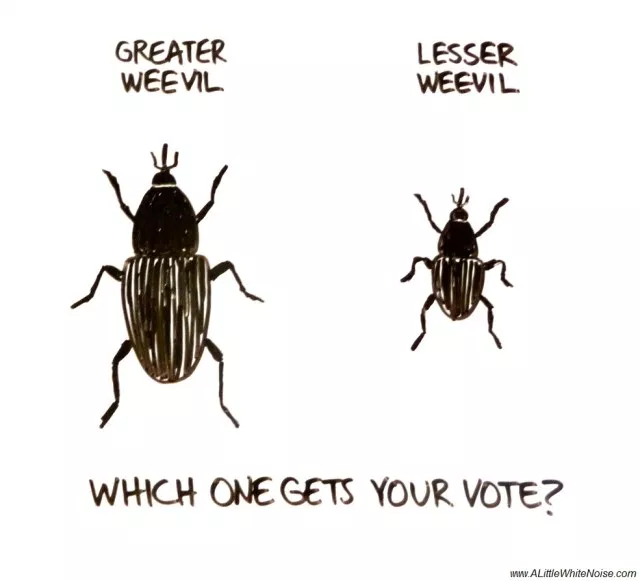 GREATER
WEEVIL.
LESSER
WEEVIL.
WHICH ONE GETS YOUR VOTE?
www.ALittleWhiteNoise.com